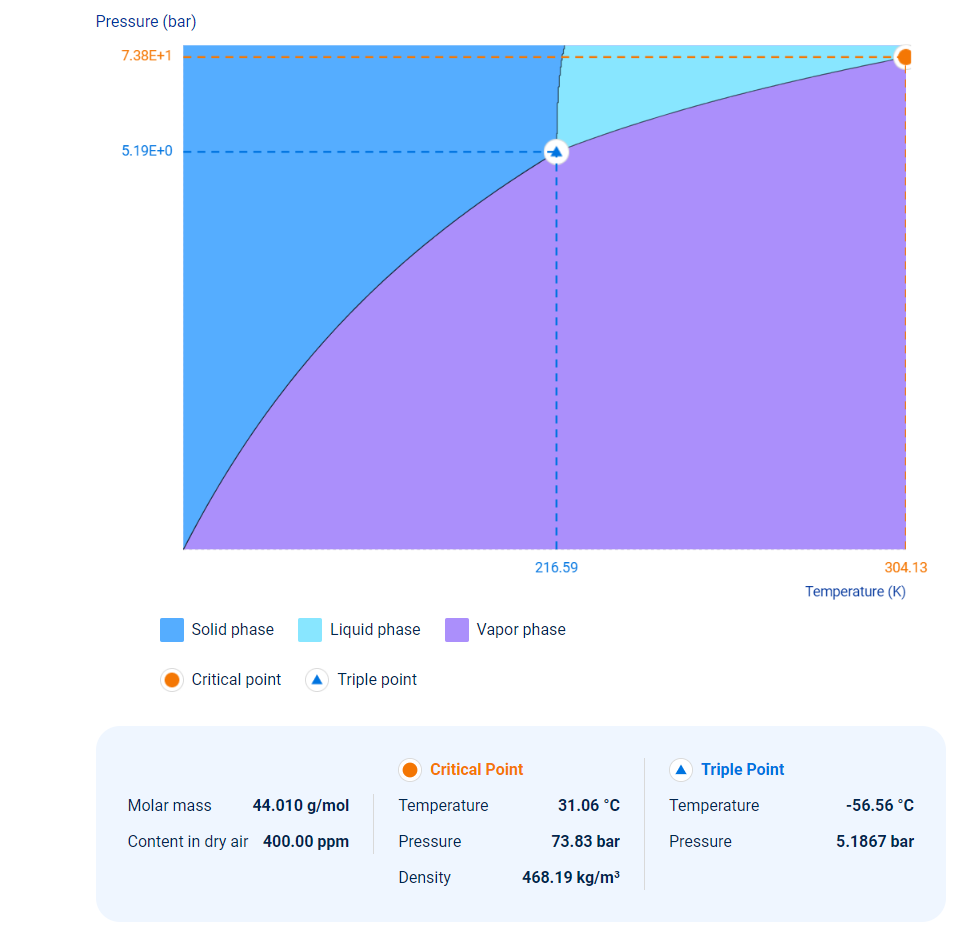 Pressure (bar)
7.38E+1
5.19E+0
216.59 304.13
Temperature (K)
Solid phase Liquid phase Vapor phase
Critical point Triple point
Critical Point Triple Point
Molar mass 44.010 g/mol Temperature 31.06 °C Temperature -56.56 °C
Content in dry air 400.00 ppm Pressure 73.83 bar Pressure 5.1867 bar
Density 468.19 kg/m³